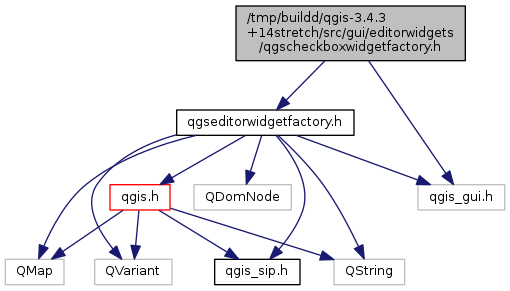 /tmp/buildd/qgis-3.4.3
+14stretch/src/gui/editorwidgets
/qgscheckboxwidgetfactory.h
qgseditorwidgetfactory.h
qgis.h
QDomNode
qgis_gui.h
QMap
QVariant
qgis_sip.h
QString